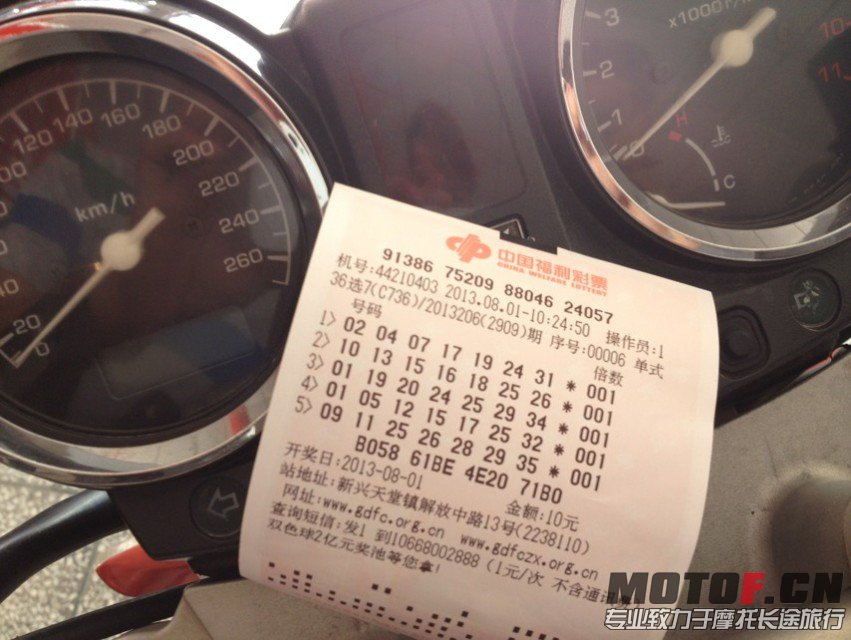 120 140 160 180 200 220 240 260
km/h
20
0
3
2
1
0
x1000
10
11
H
C
中国福利彩票
CHINA WELFARE LOTTERY
91386 75209 88046 24057
机号:44210403 2013.08.01-10:24:50 操作员:1
36选7(C736)/2013206(2909)期 序号:00006 单式
号码 倍数
1> 02 04 07 17 19 24 31 * 001
2> 10 13 15 16 18 25 26 * 001
3> 01 19 20 24 25 29 34 * 001
4> 01 05 12 15 17 25 32 * 001
5> 09 11 25 26 28 29 35 * 001
B058 61BE 4E20 71B0
开奖日:2013-08-01 金额:10元
站地址:新兴天堂镇解放中路13号(2238110)
网址:www.gdfc.org.cn www.gdfczx.org.cn
查询短信:发1 到10668002888 (1元/次 不含通
双色球2亿元奖池等您拿!
MOTOF.CN
专业致力于摩托长途旅行